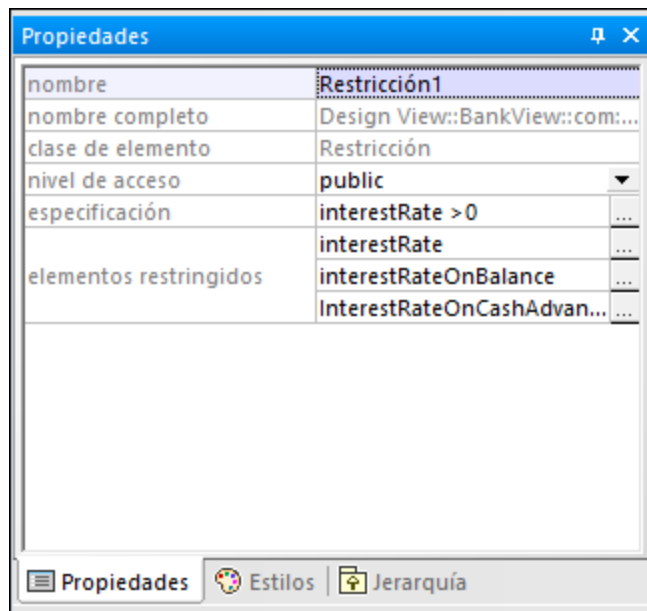 Propiedades
nombre Restricción1
nombre completo Design View::BankView::com:...
clase de elemento Restricción
nivel de acceso public
especificación interestRate >0 ...
interestRate ...
elementos restringidos interestRateOnBalance ...
InterestRateOnCashAdvan... ...
Propiedades Estilos Jerarquía